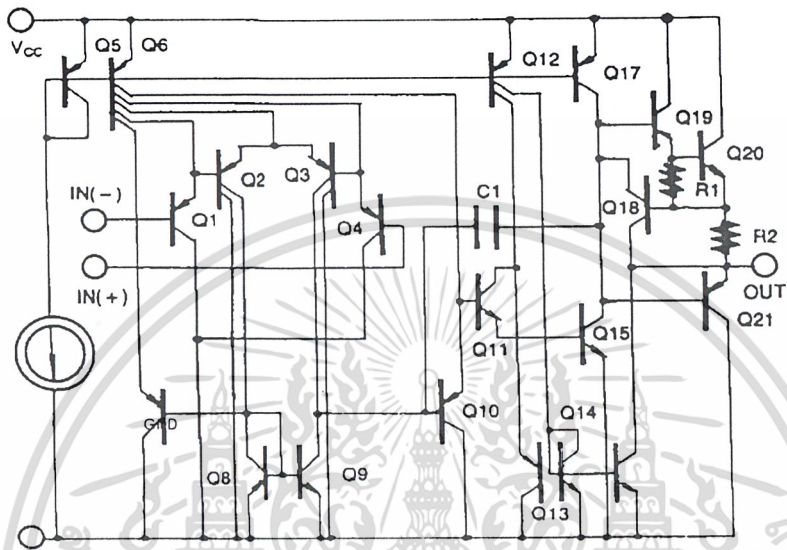 Vcc
Q5 Q6
Q12
Q17
Q19
Q20
Q2
Q3
C1
R1
Q18
IN(-)
Q1
Q4
R2
IN(+)
OUT
Q11
Q15
Q21
Q10
Q14
GND
Q8
Q9
Q13